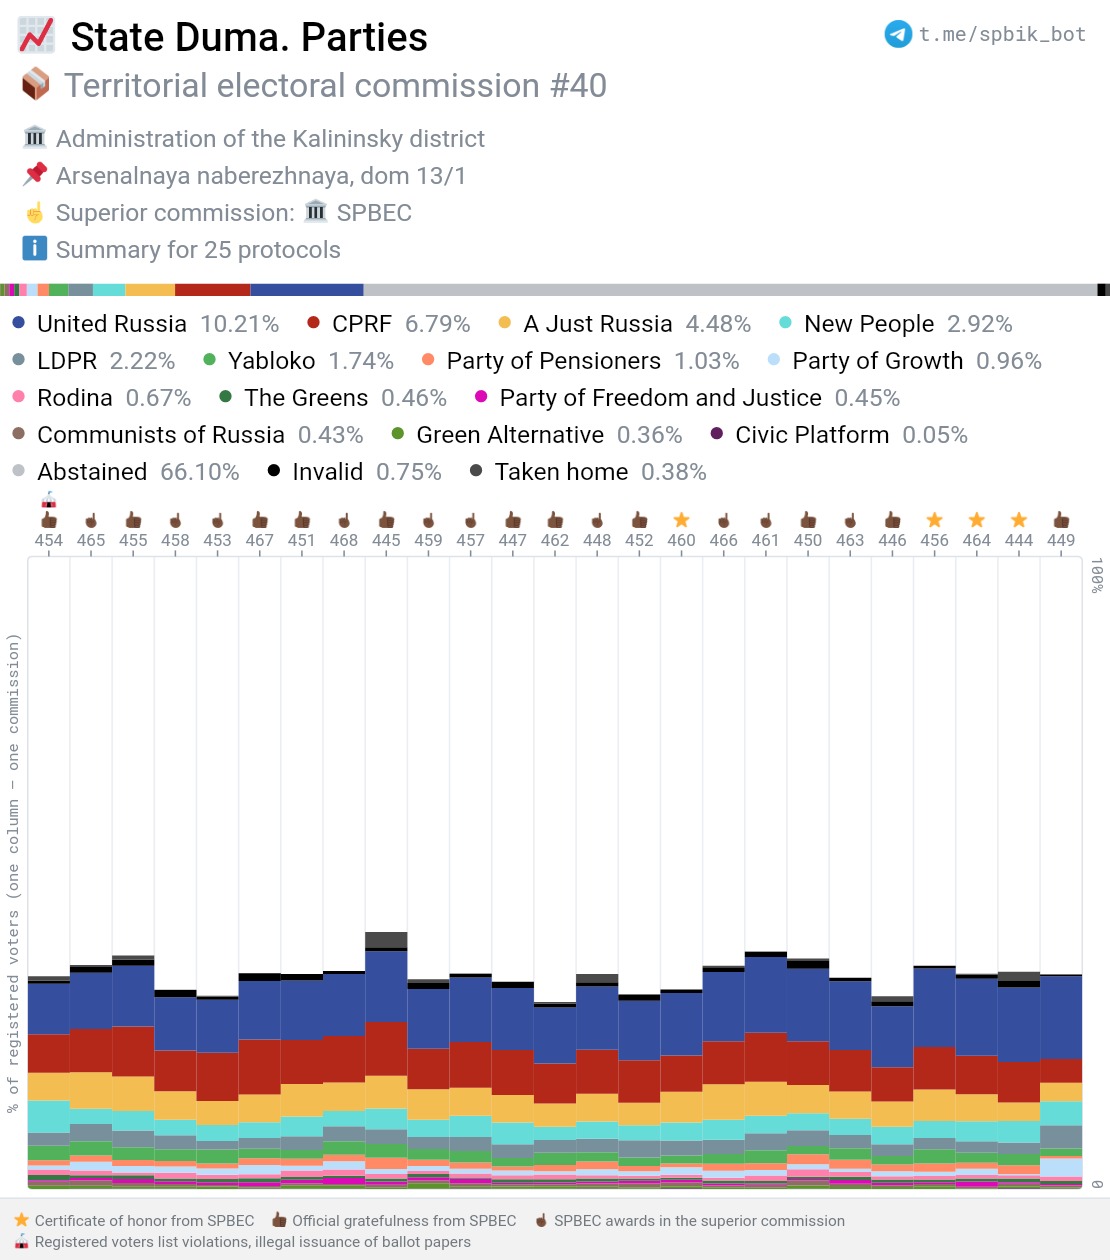 State Duma. Parties
t.me/spbik_bot
Territorial electoral commission #40
Administration of the Kalininsky district
Arsenalnaya naberezhnaya, dom 13/1
Superior commission: SPBEC
Summary for 25 protocols
United Russia 10.21% CPRF 6.79% A Just Russia 4.48% New People 2.92%
LDPR 2.22% Yabloko 1.74% Party of Pensioners 1.03% Party of Growth 0.96%
Rodina 0.67% The Greens 0.46% Party of Freedom and Justice 0.45%
Communists of Russia 0.43% Green Alternative 0.36% Civic Platform 0.05%
Abstained 66.10% Invalid 0.75% Taken home 0.38%
454 465 455 458 453 467 451 468 445 459 457 447 462 448 452 460 466 461 450 463 446 456 464 444 449
100%
% of registered voters (one column – one commission)
0
Certificate of honor from SPBEC Official gratefulness from SPBEC SPBEC awards in the superior commission
Registered voters list violations, illegal issuance of ballot papers